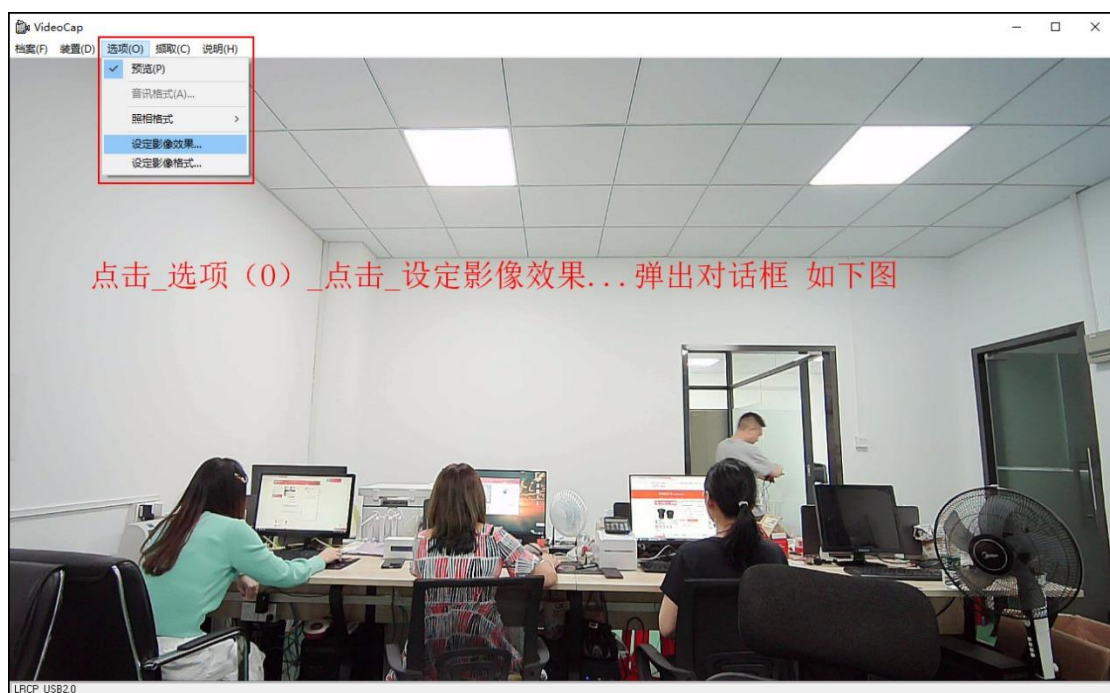 VideoCap
档案(F) 装置(D) 选项(O) 撷取(C) 说明(H)
预览(P)
音讯格式(A)...
照相格式
设定影像效果...
设定影像格式...
点击_选项（0）_点击_设定影像效果...弹出对话框 如下图
LRCP USB2.0